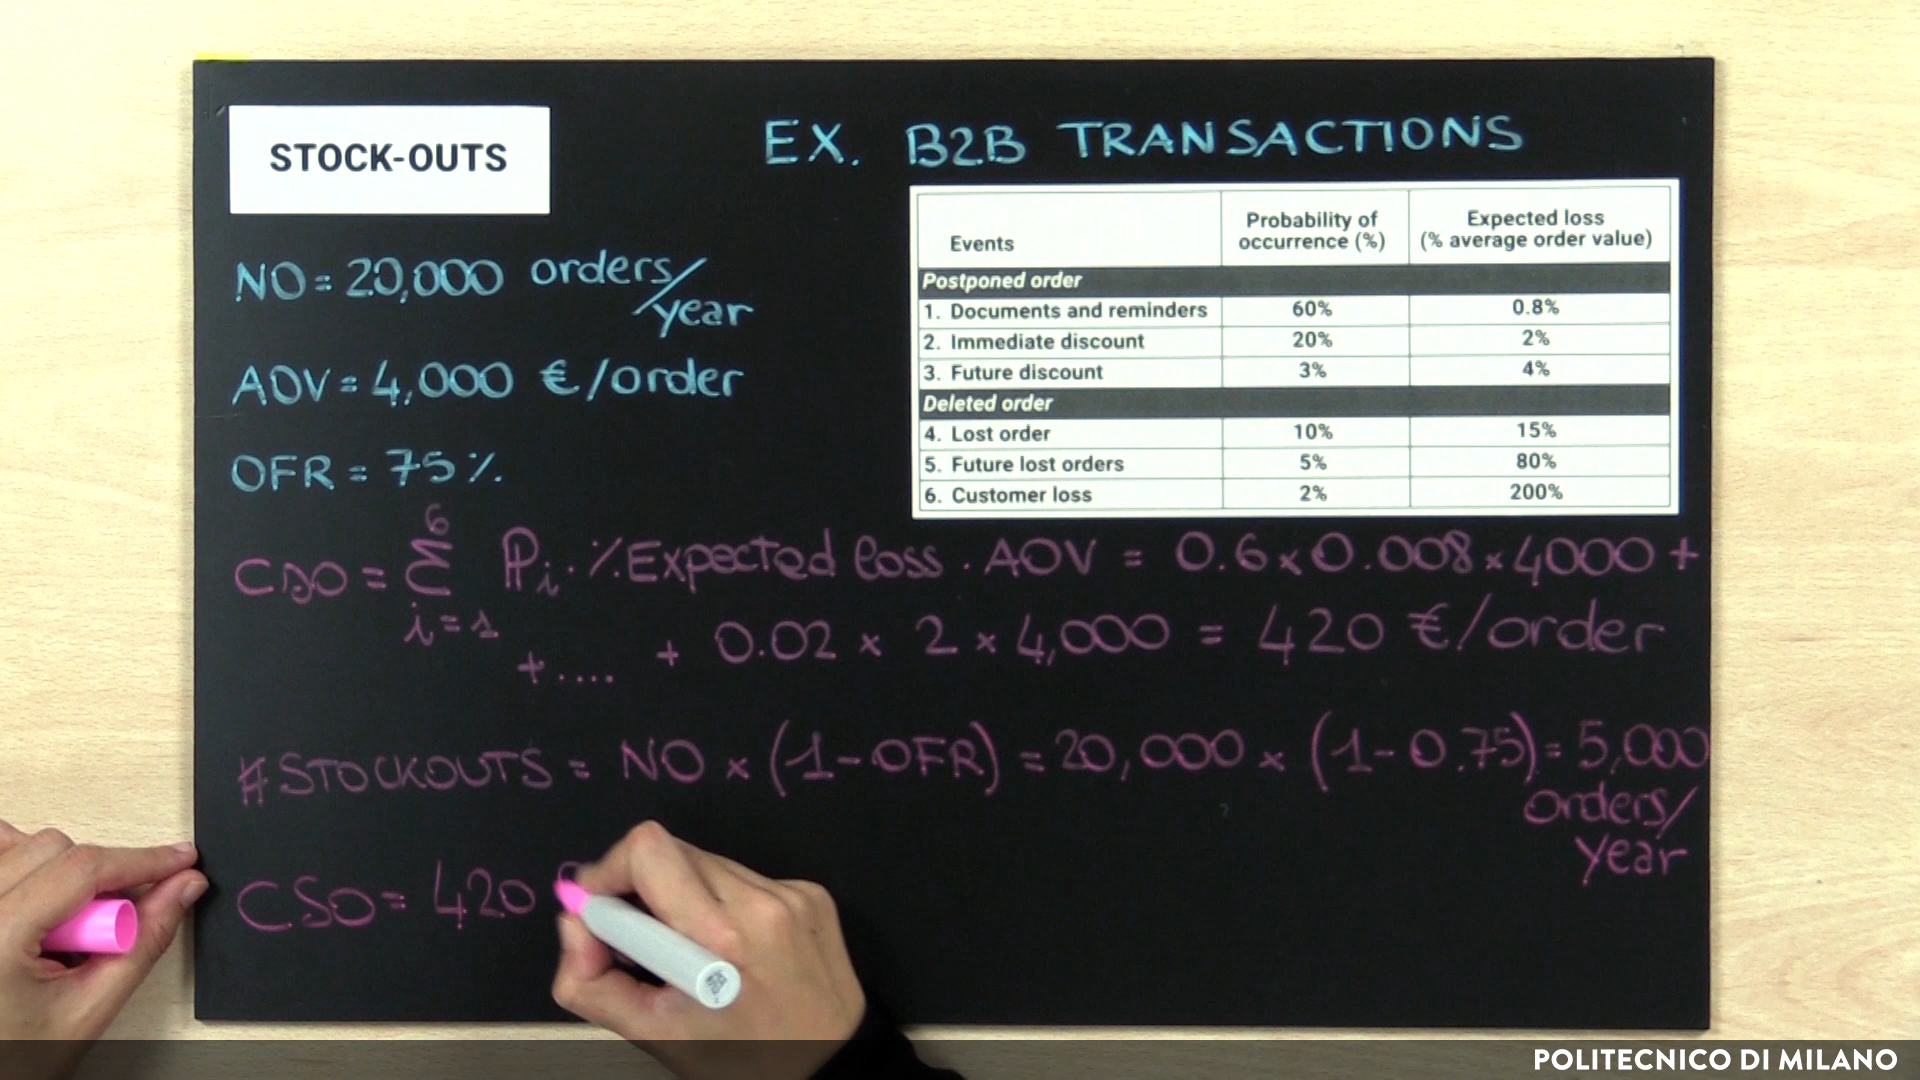 STOCK-OUTS
EX. B2B TRANSACTIONS
NO = 20,000 orders/
year
AOV = 4,000 €/order
OFR = 75%
Events Probability of occurrence (%) Expected loss (% average order value)
Postponed order
1. Documents and reminders 60% 0.8%
2. Immediate discount 20% 2%
3. Future discount 3% 4%
Deleted order
4. Lost order 10% 15%
5. Future lost orders 5% 80%
6. Customer loss 2% 200%
CSO = 6 Σ i=1 Pi · % Expected loss · AOV = 0.6 x 0.008 x 4000 +
+ .... + 0.02 x 2 x 4,000 = 420 €/order
# STOCKOUTS = NO x (1 - OFR) = 20,000 x (1 - 0.75) = 5,000
orders/
year
CSO = 420
POLITECNICO DI MILANO